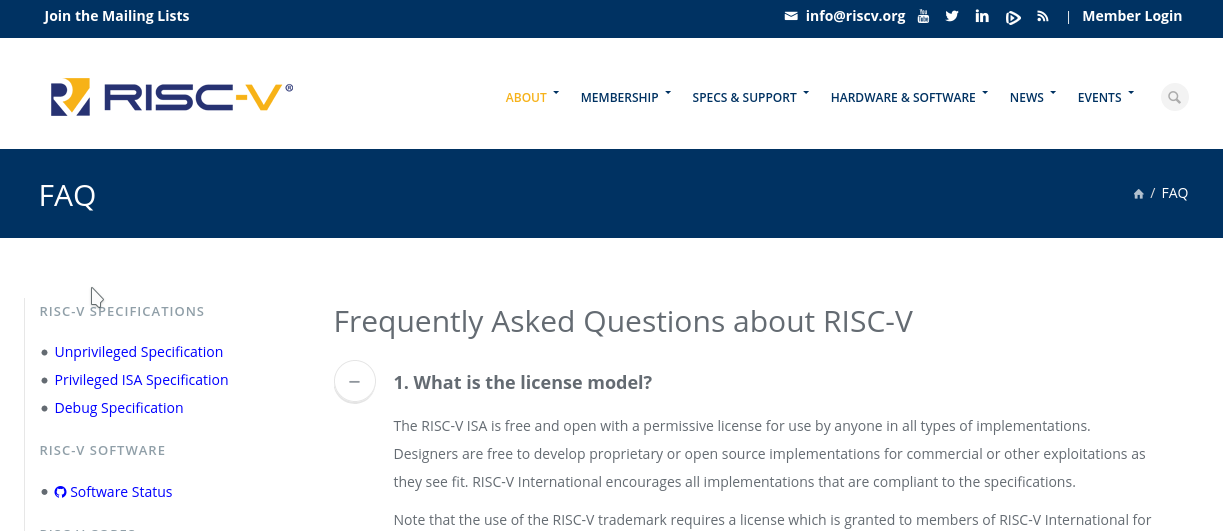 Join the Mailing Lists
info@riscv.org | Member Login
RISC-V®
ABOUT MEMBERSHIP SPECS & SUPPORT HARDWARE & SOFTWARE NEWS EVENTS
FAQ
/ FAQ
RISC-V SPECIFICATIONS
Unprivileged Specification
Privileged ISA Specification
Debug Specification
RISC-V SOFTWARE
Software Status
Frequently Asked Questions about RISC-V
1. What is the license model?
The RISC-V ISA is free and open with a permissive license for use by anyone in all types of implementations.
Designers are free to develop proprietary or open source implementations for commercial or other exploitations as
they see fit. RISC-V International encourages all implementations that are compliant to the specifications.
Note that the use of the RISC-V trademark requires a license which is granted to members of RISC-V International for